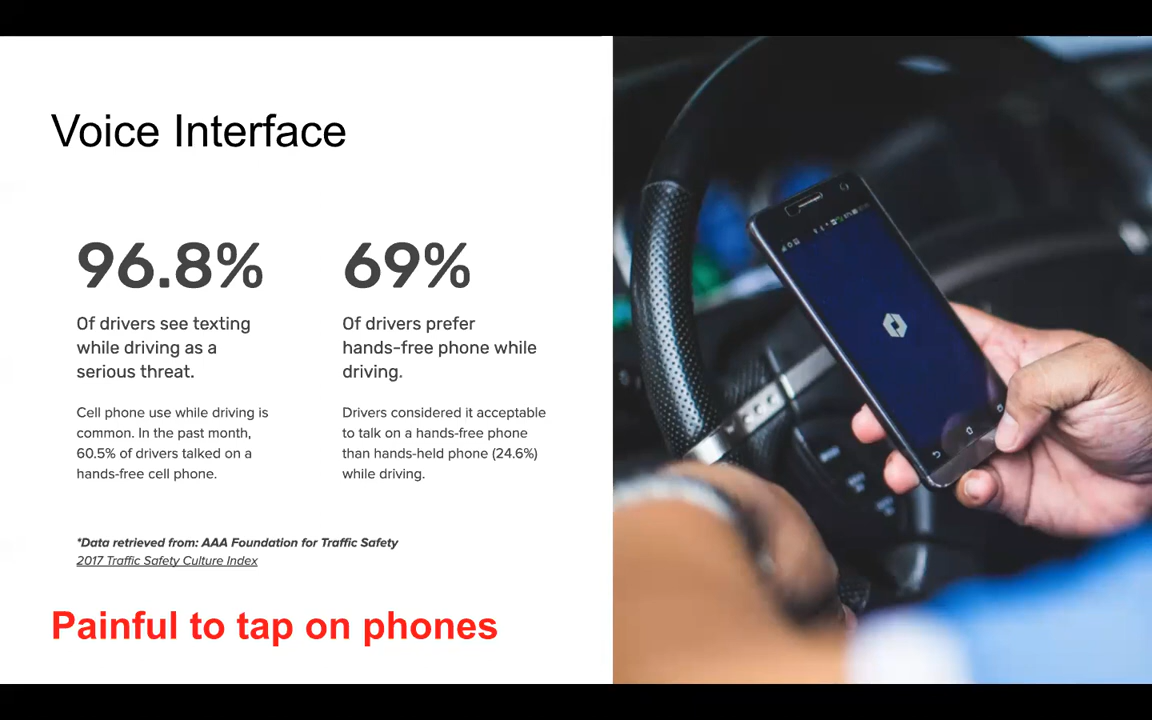 Voice Interface
96.8%
Of drivers see texting
while driving as a
serious threat.
Cell phone use while driving is
common. In the past month,
60.5% of drivers talked on a
hands-free cell phone.
69%
Of drivers prefer
hands-free phone while
driving.
Drivers considered it acceptable
to talk on a hands-free phone
than hands-held phone (24.6%)
while driving.
*Data retrieved from: AAA Foundation for Traffic Safety
2017 Traffic Safety Culture Index
Painful to tap on phones